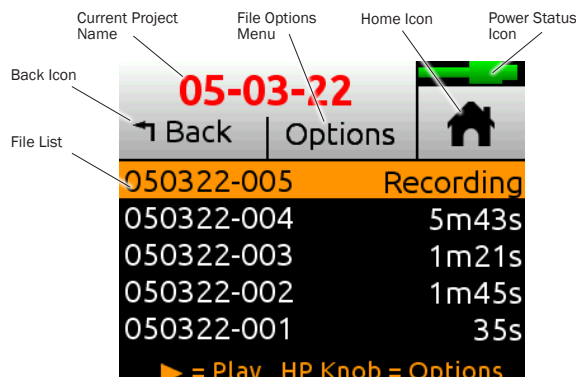 Current Project Name
File Options Menu
Home Icon
Power Status Icon
Back Icon
File List
05-03-22
Back
Options
050322-005 Recording
050322-004 5m43s
050322-003 1m21s
050322-002 1m45s
050322-001 35s
= Play HP Knob = Options